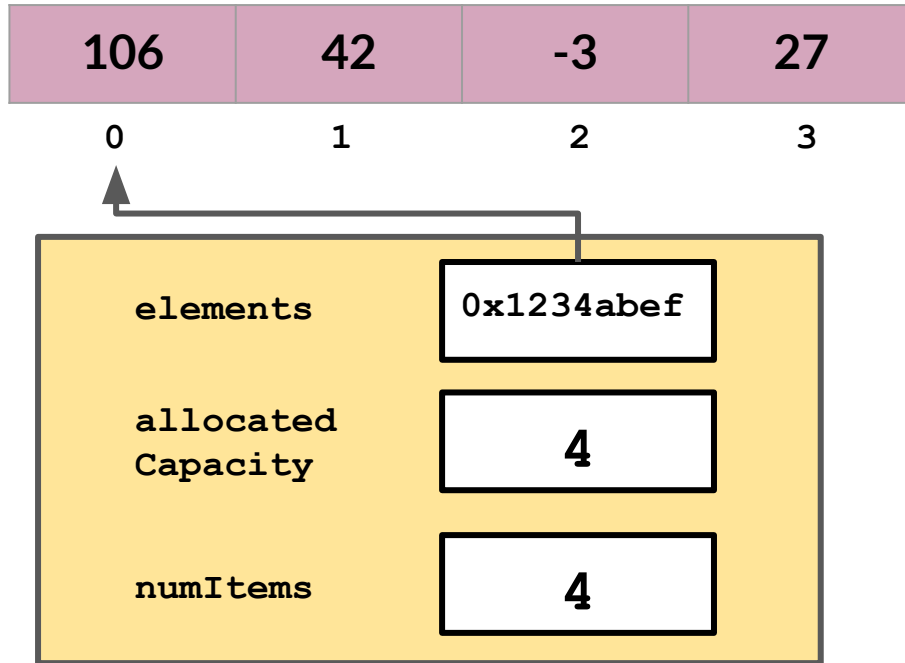 106 42 -3 27
0 1 2 3
elements 0x1234abef
allocated
Capacity 4
numItems 4